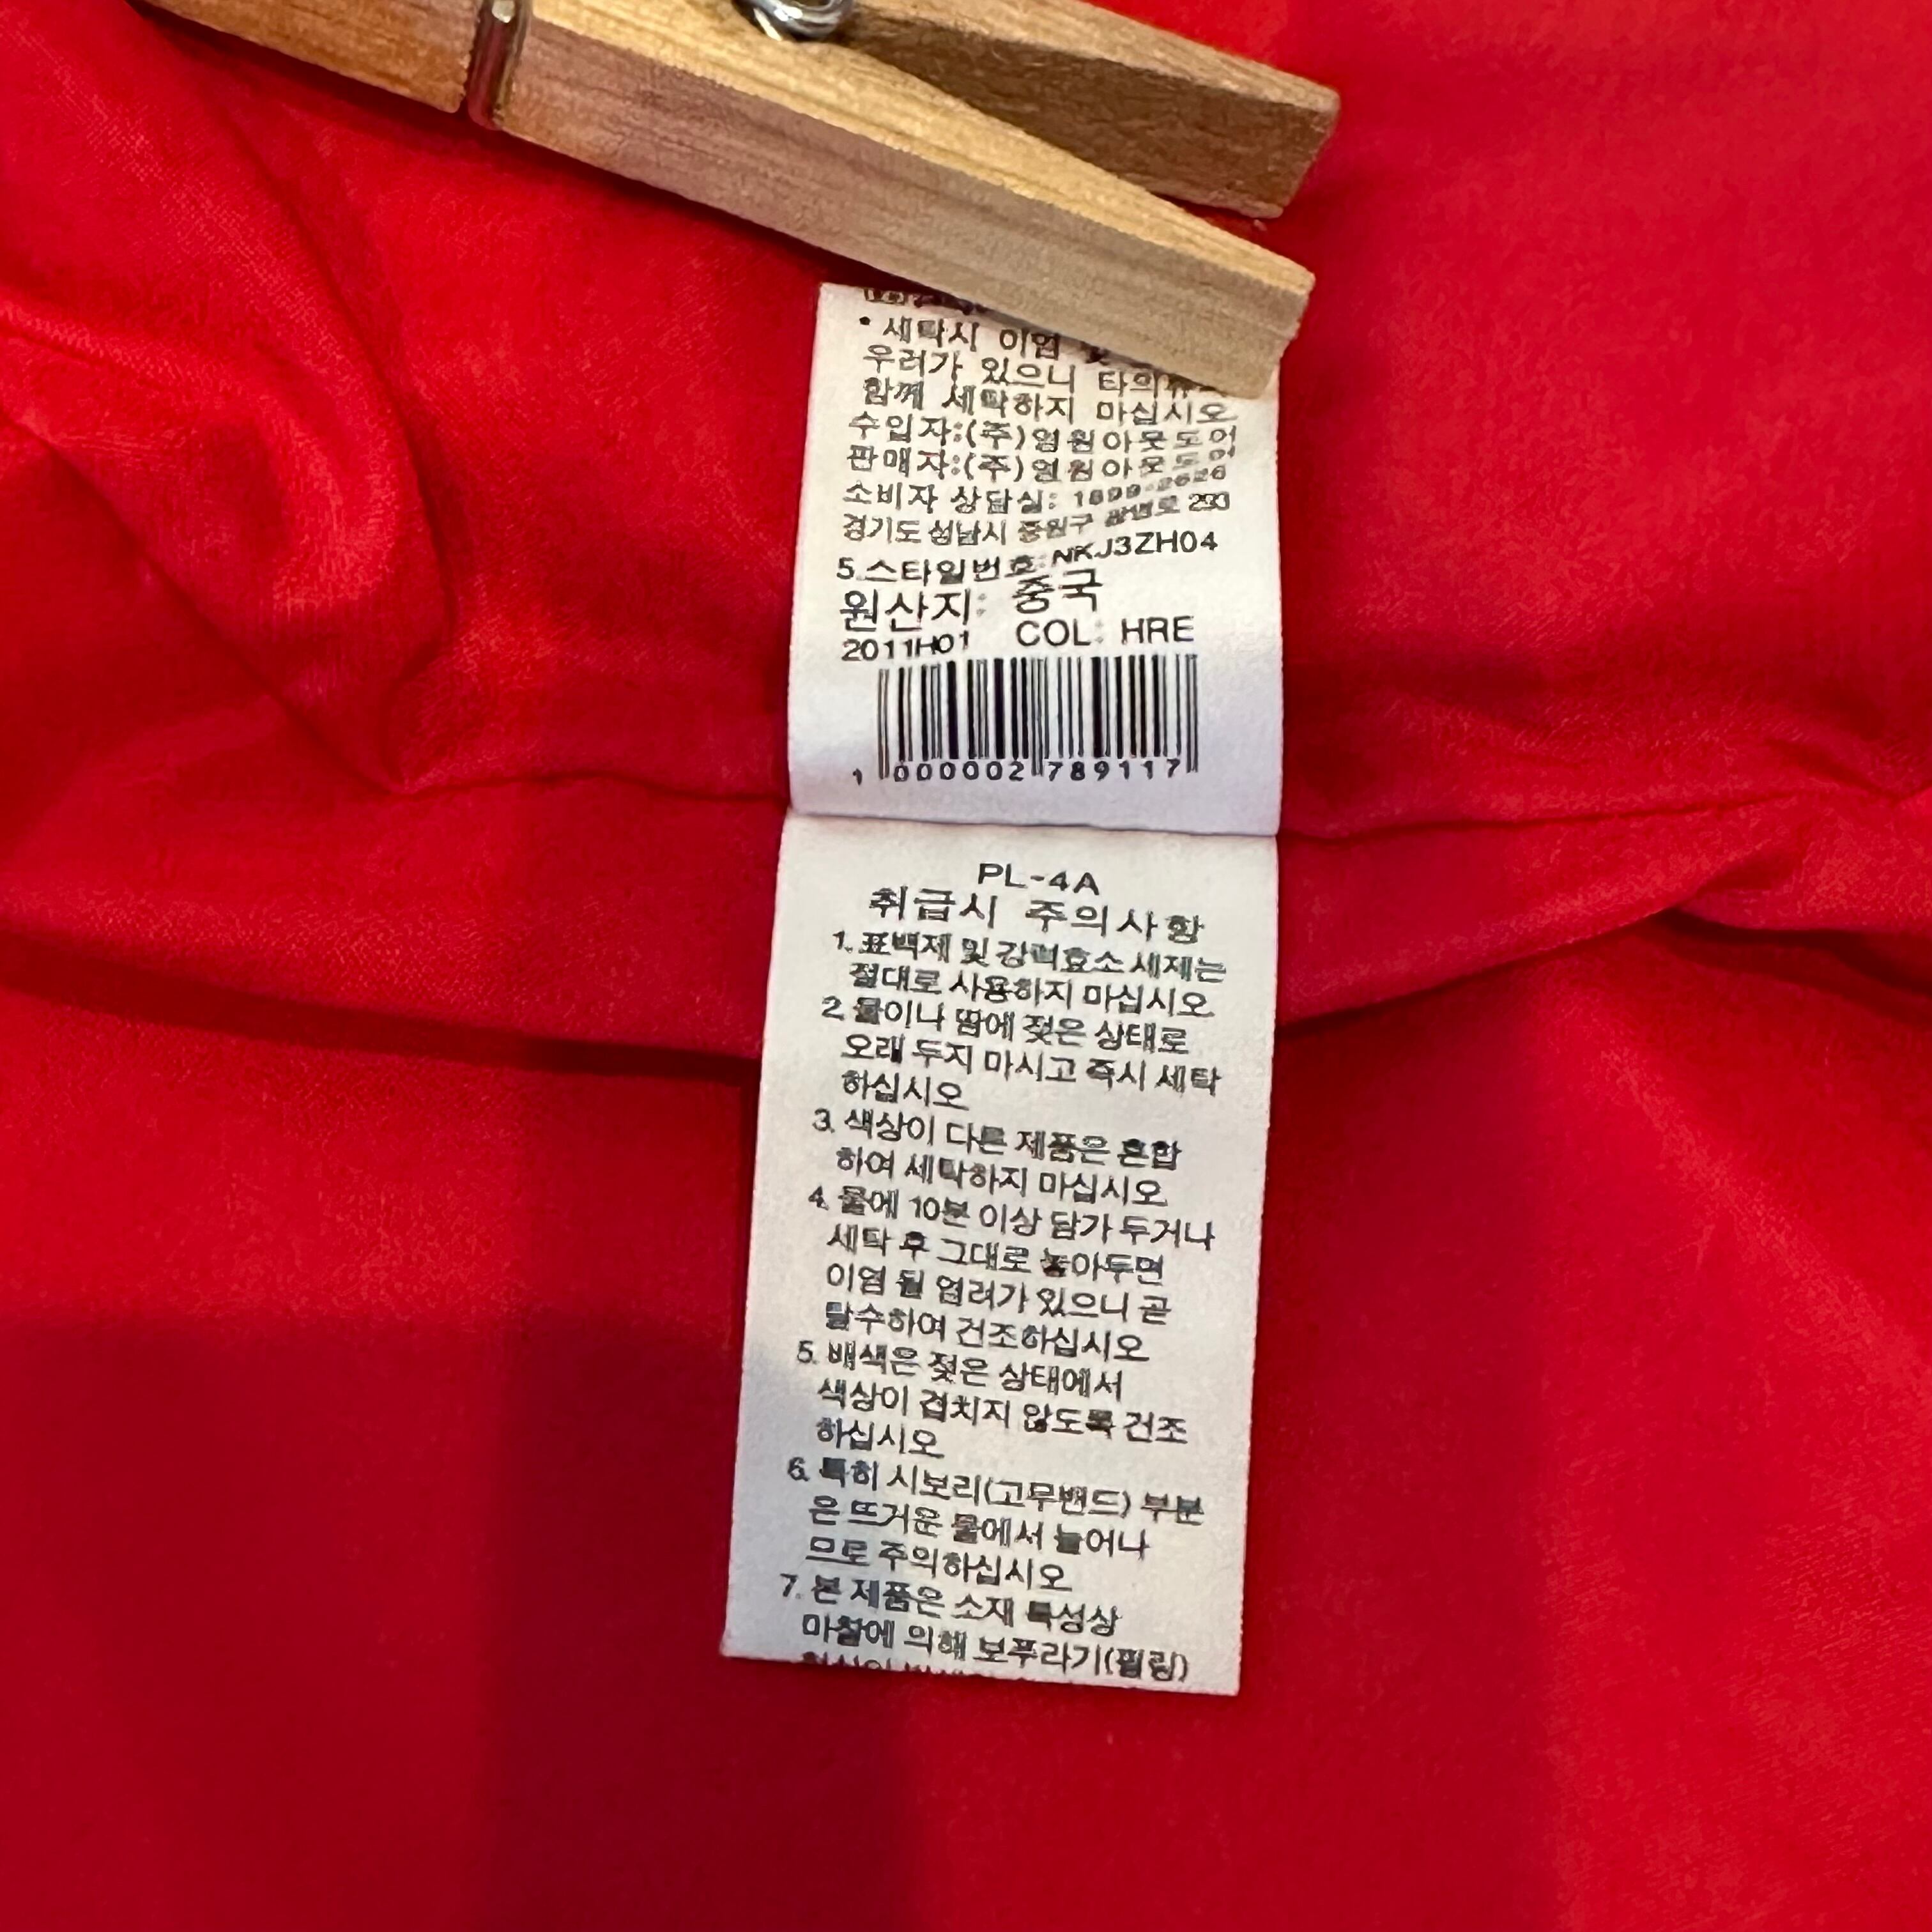 • 세탁시 이염 및
우려가 있으니 타의류
함께 세탁하지 마십시오
수입자:(주)영원아웃도어
판매자:(주)영원아웃도어
소비자 상담실:
경기도 성남시 중원구 293
5.스타일번호:NKJ3ZH04
원산지: 중국
2011H01 COL: HRE
1 000002 789117
PL-4A
취급시 주의사항
1. 표백제 및 강력효소 세제는
절대로 사용하지 마십시오
2. 물이나 땀에 젖은 상태로
오래 두지 마시고 즉시 세탁
하십시오
3. 색상이 다른 제품은 혼합
하여 세탁하지 마십시오
4. 물에 10분 이상 담가 두거나
세탁 후 그대로 놓아두면
이염 될 염려가 있으니 곧
탈수하여 건조하십시오
5. 배색은 젖은 상태에서
색상이 겹치지 않도록 건조
하십시오
6. 특히 시보리(고무밴드) 부분
은 뜨거운 물에서 늘어나
므로 주의하십시오
7. 본 제품은 소재 특성상
마찰에 의해 보푸라기(필링)